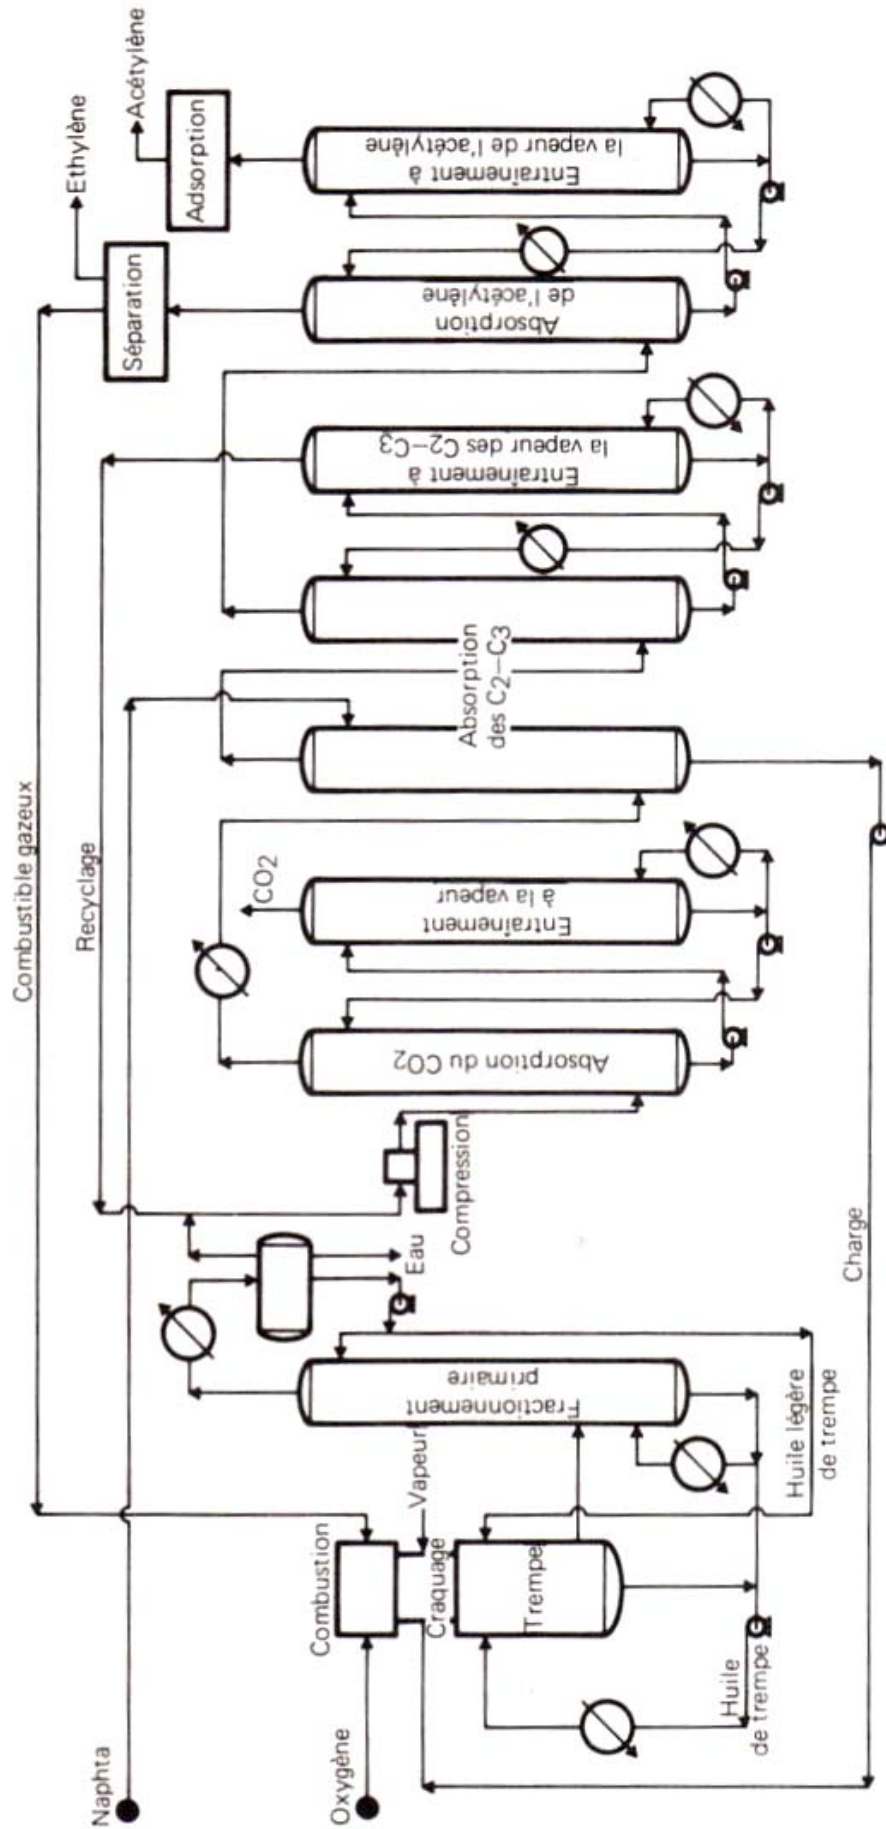 Combustible gazeux
Recyclage
Naphta
Oxygène
Combustion
Craquage
Vapeur
Trempe
Huile
de trempe
Fractionnement
primaire
Huile légère
de trempe
Eau
Compression
Absorption du CO2
CO2
Entraînement
à la vapeur
Charge
Absorption
des C2–C3
Entraînement à
la vapeur des C2–C3
Absorption
de l'acétylène
Séparation
Ethylène
Entraînement à
la vapeur de l'acétylène
Adsorption
Acétylène